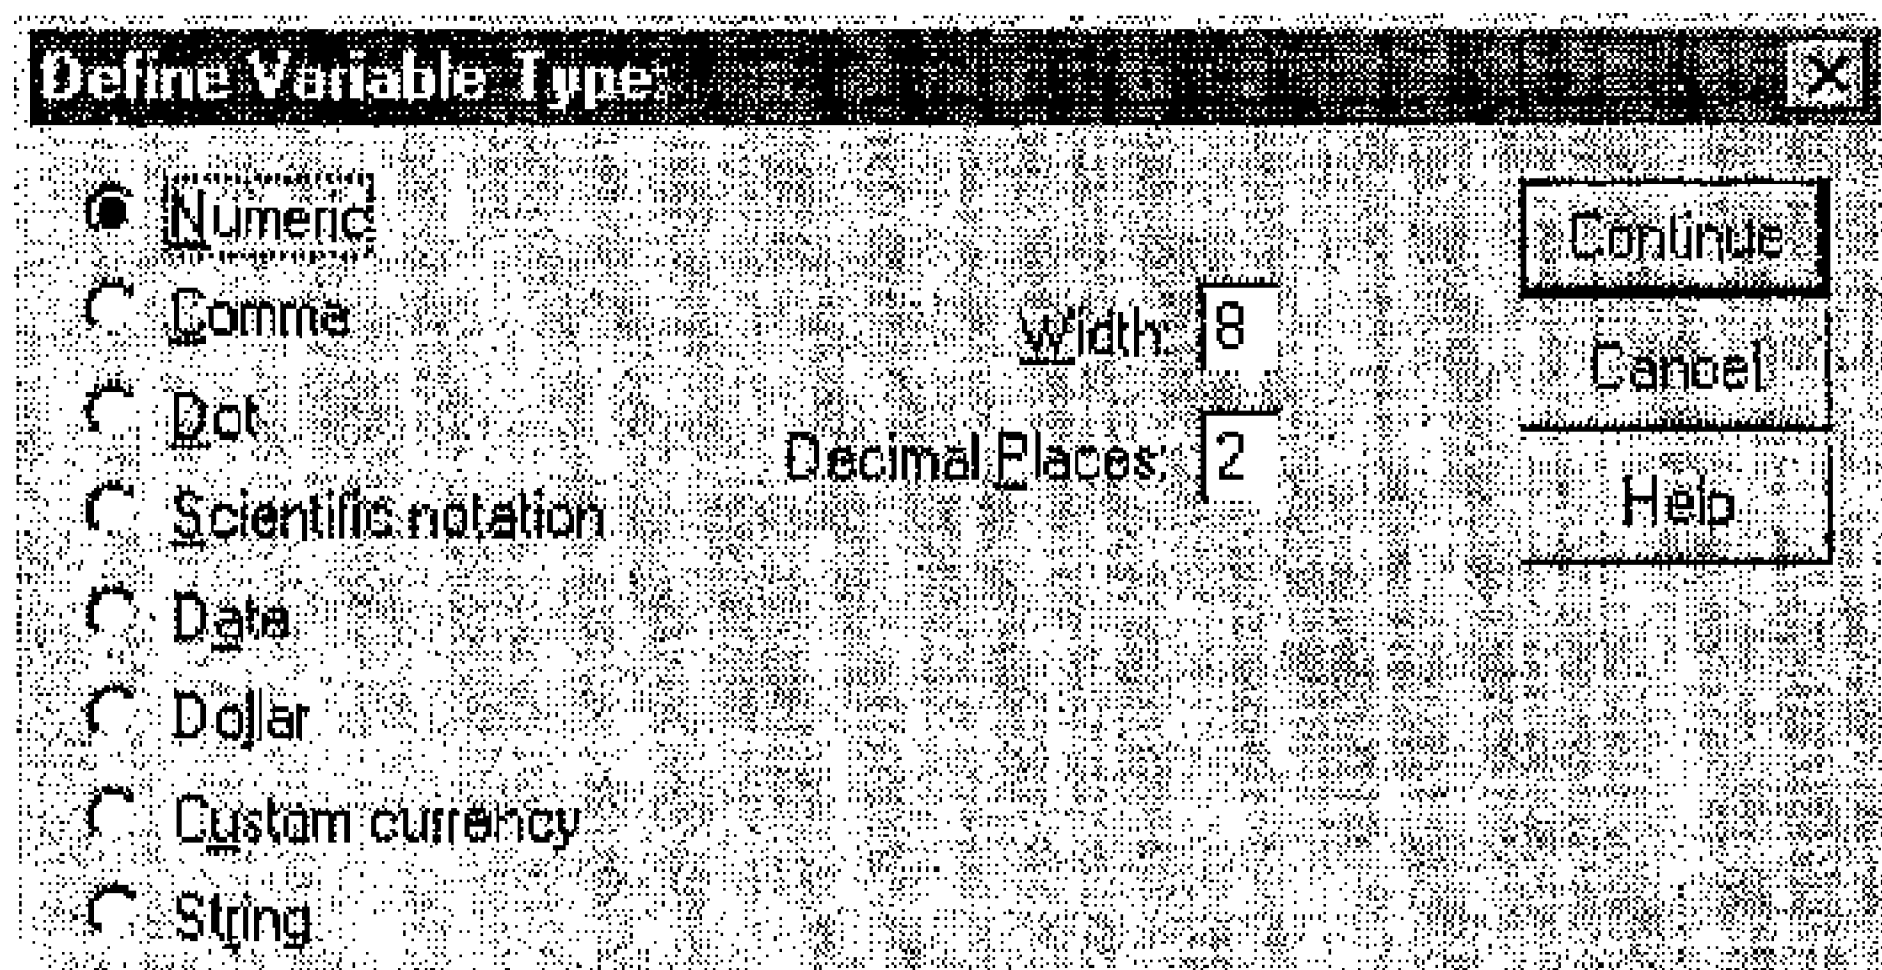 Define Variable Type:
Numeric
Comma
Dot
Scientific notation
Date
Dollar
Custom currency
String
Width: 8
Decimal Places: 2
Continue
Cancel
Help